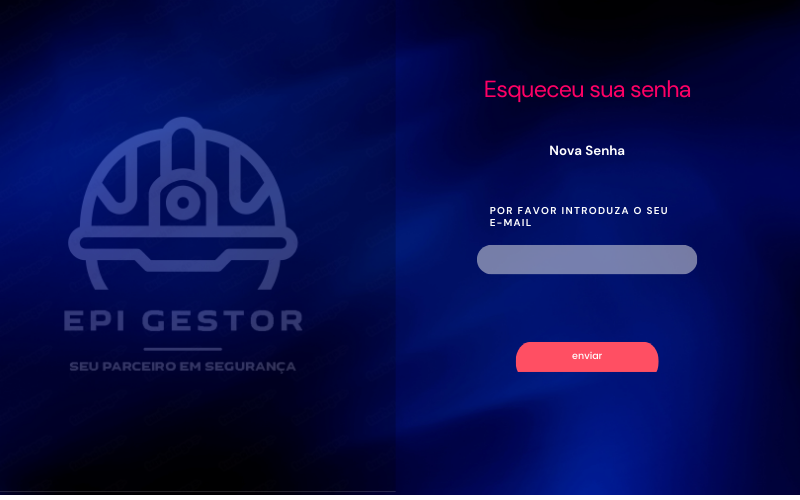 EPI GESTOR
SEU PARCEIRO EM SEGURANÇA
Esqueceu sua senha
Nova Senha
POR FAVOR INTRODUZA O SEU
E-MAIL
enviar